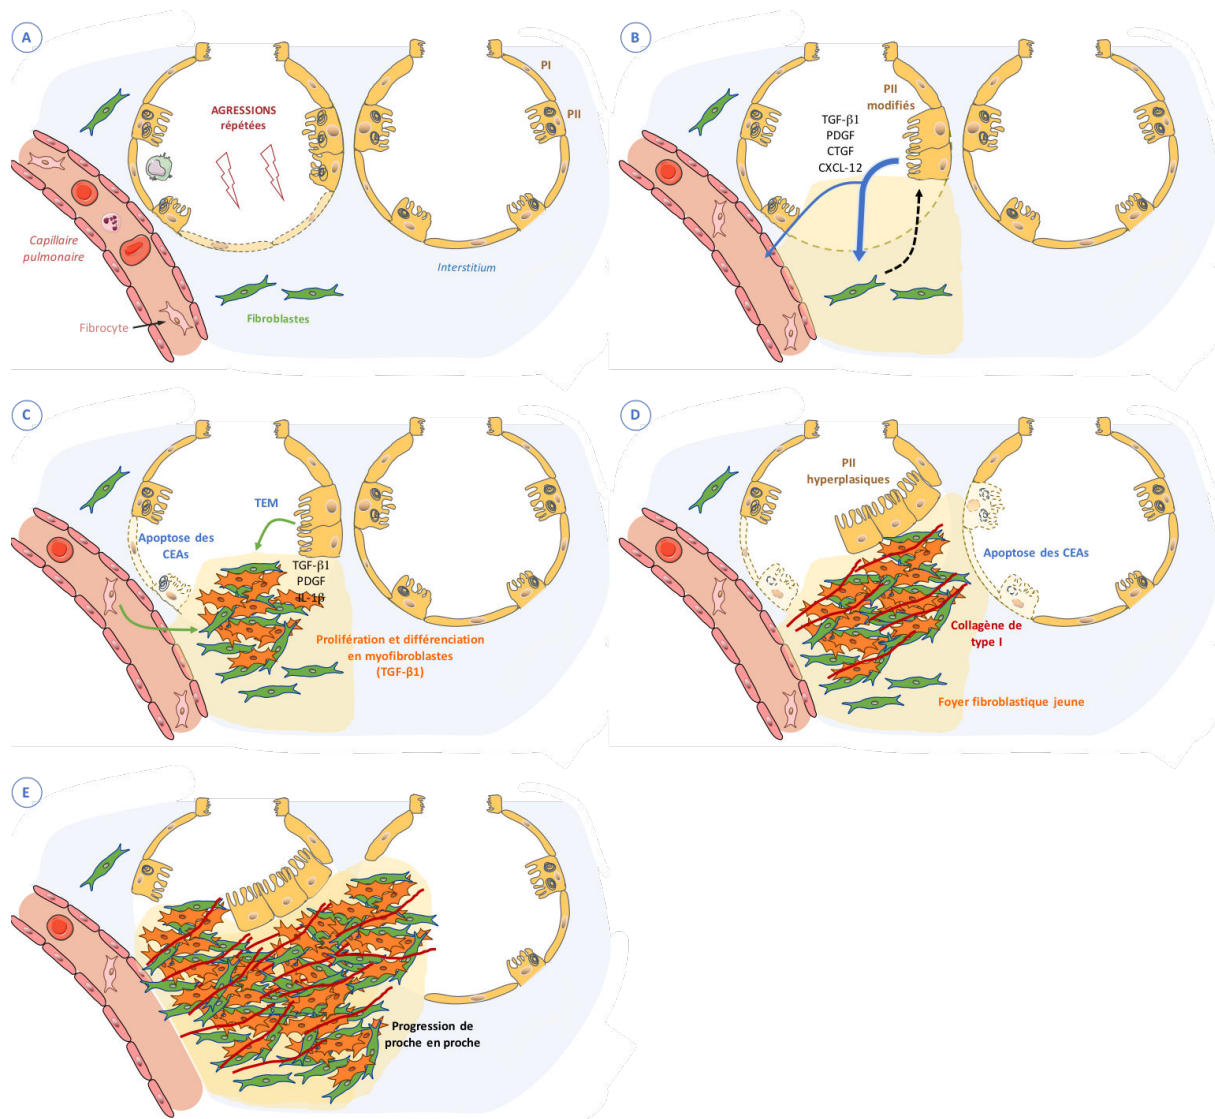 A
AGRESSIONS
répétées
PI
PII
Capillaire
pulmonaire
Interstitium
Fibroblastes
Fibrocyte
B
PII
modifiés
TGF-β1
PDGF
CTGF
CXCL-12
C
TEM
Apoptose des
CEAs
TGF-β1
PDGF
IL-1β
Prolifération et différenciation
en myofibroblastes
(TGF-β1)
D
PII
hyperplasiques
Apoptose des CEAs
Collagène de
type I
Foyer fibroblastique jeune
E
Progression de
proche en proche